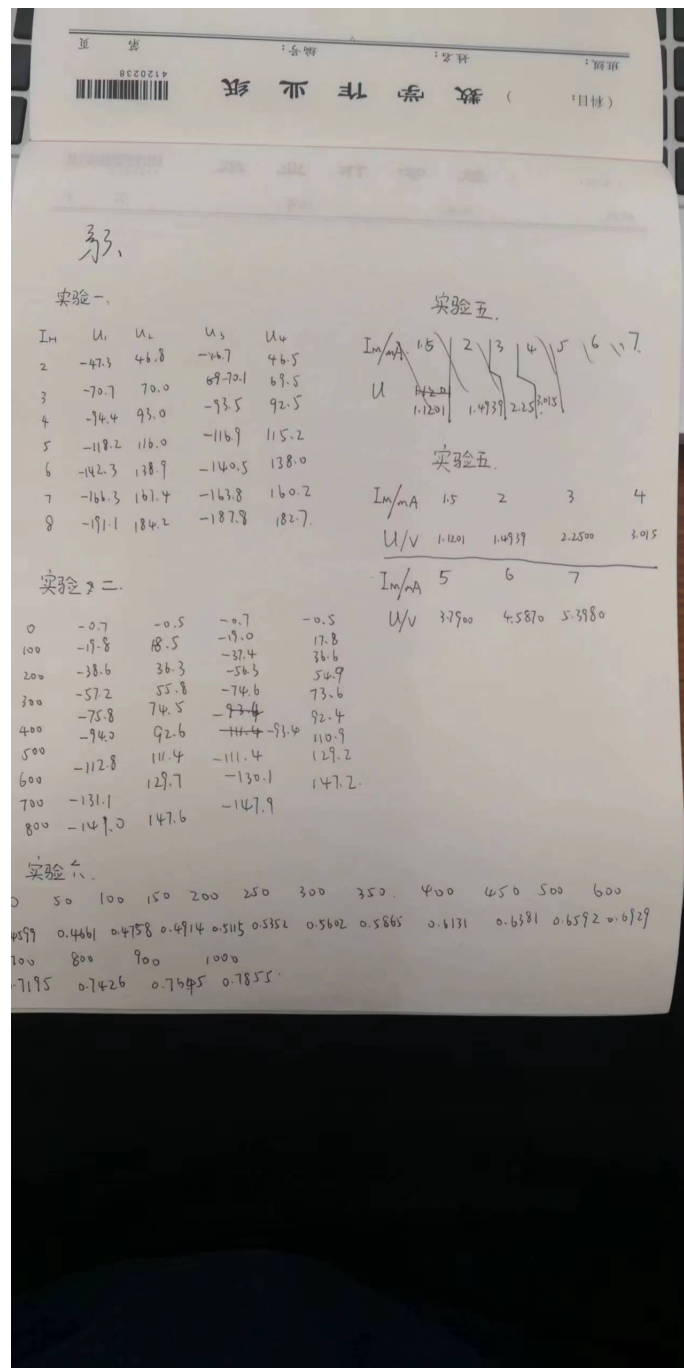 第 页
编号：
姓名：
班级：
4120238
数 学 作 业 纸
（科目： ）
实验一、
IH U1 U2 U3 U4
2 -47.3 46.8 -46.7 46.5
3 -70.7 70.0 -70.1 69.5
4 -94.4 93.0 -93.5 92.5
5 -118.2 116.0 -116.9 115.2
6 -142.3 138.9 -140.5 138.0
7 -166.3 161.4 -163.8 160.2
8 -191.1 184.2 -187.8 182.7.
实验二.
0 -0.7 -0.5 -0.7 -0.5
100 -19.8 18.5 -19.0 17.8
200 -38.6 36.3 -37.4 36.6
300 -57.2 55.8 -56.3 54.9
-75.8 74.5 -74.6 73.6
400 -94.0 92.6 -93.4 92.4
500 -112.8 111.4 -111.4 110.9
600 129.7 -130.1 129.2
700 -131.1 147.2.
800 -149.0 147.6 -147.9
实验五.
IM/mA 1.5 2 3 4 5 6 7.
U 1.1201 1.4939 2.25 3.015
实验五.
IM/mA 1.5 2 3 4
U/V 1.1201 1.4939 2.2500 3.015
IM/mA 5 6 7
U/V 3.7900 4.5870 5.3980
实验六.
0 50 100 150 200 250 300 350. 400 450 500 600
4599 0.4661 0.4758 0.4914 0.5115 0.5352 0.5602 0.5865 0.6131 0.6381 0.6592 0.6929
700 800 900 1000
.7195 0.7426 0.7645 0.7855.